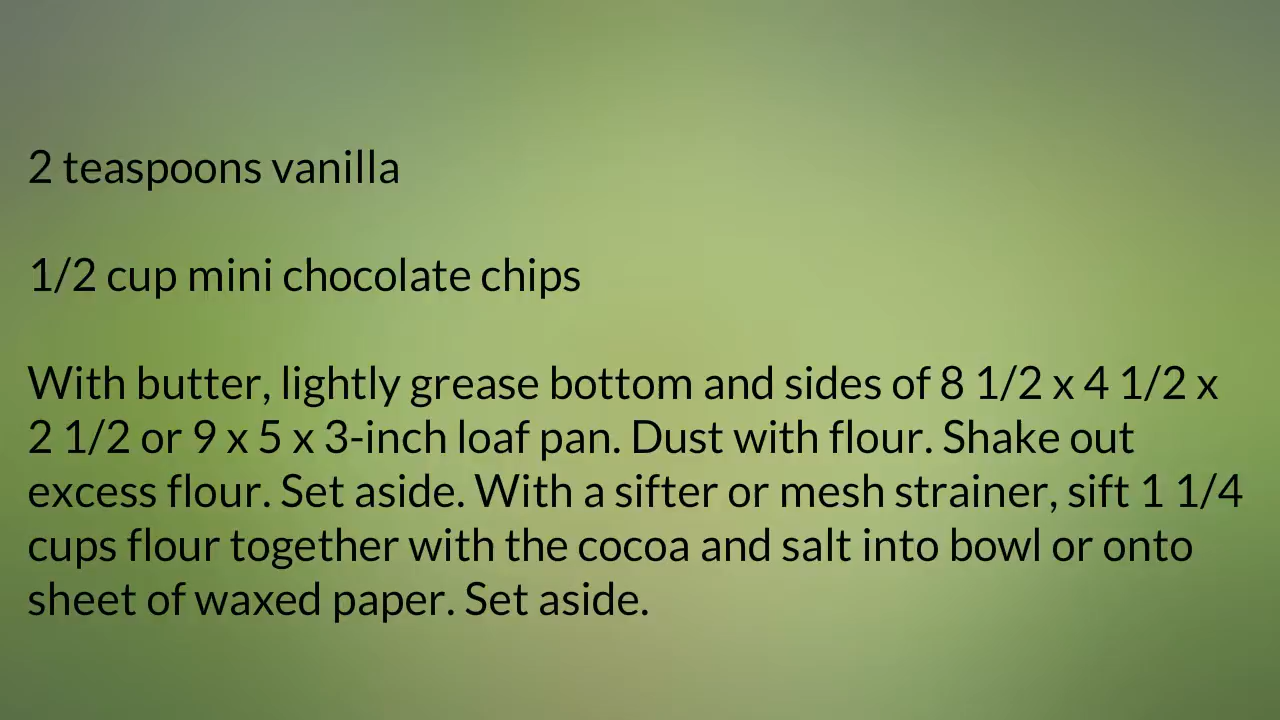 2 teaspoons vanilla
1/2 cup mini chocolate chips
With butter, lightly grease bottom and sides of 8 1/2 x 4 1/2 x
2 1/2 or 9 x 5 x 3-inch loaf pan. Dust with flour. Shake out
excess flour. Set aside. With a sifter or mesh strainer, sift 1 1/4
cups flour together with the cocoa and salt into bowl or onto
sheet of waxed paper. Set aside.